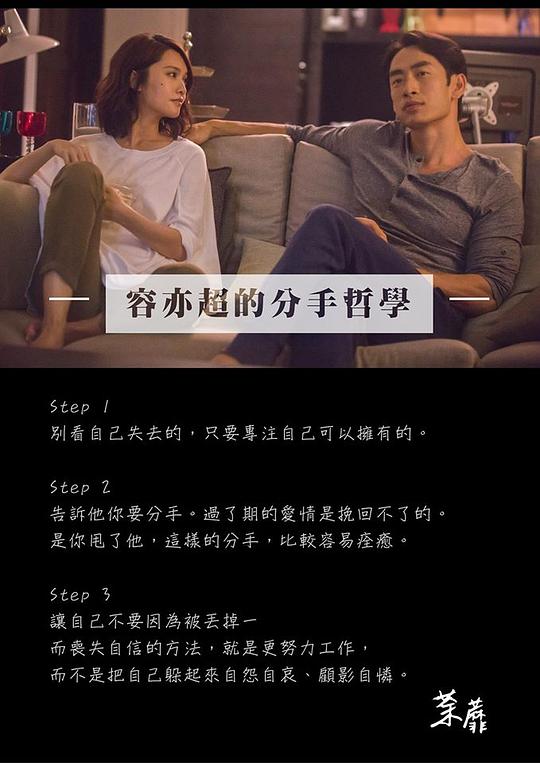 容亦超的分手哲學
Step 1
別看自己失去的，只要專注自己可以擁有的。
Step 2
告訴他你要分手。過了期的愛情是挽回不了的。
是你甩了他，這樣的分手，比較容易痊癒。
Step 3
讓自己不要因為被丟掉一
而喪失自信的方法，就是更努力工作，
而不是把自己躲起來自怨自哀、顧影自憐。
荼蘼